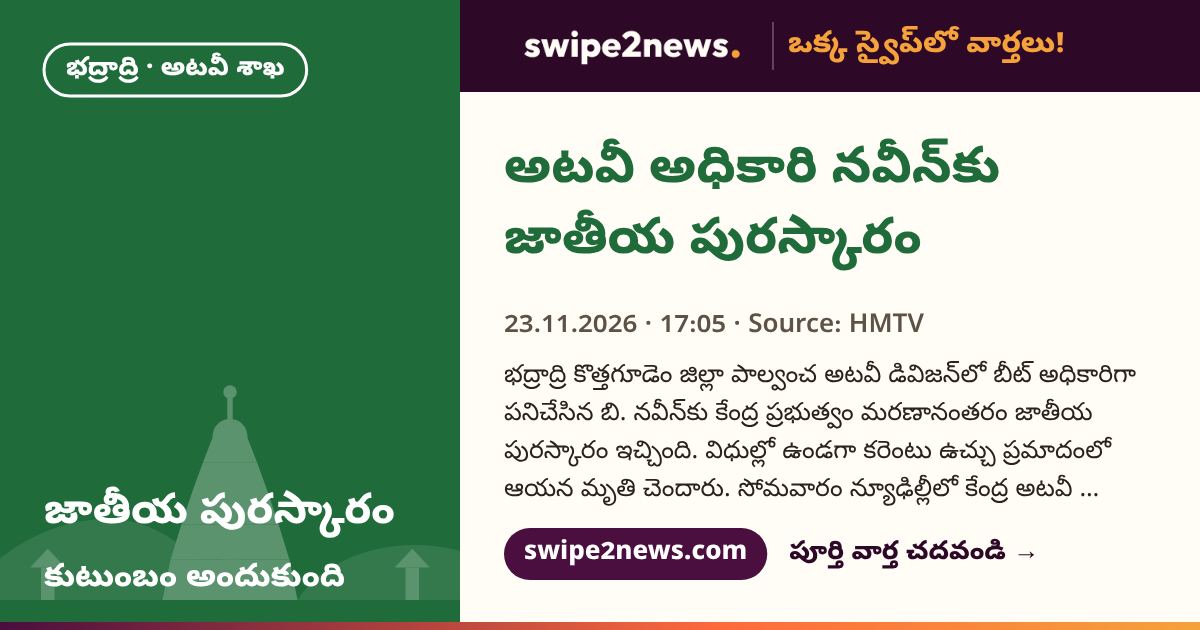 భద్రాద్రి · అటవీ శాఖ
జాతీయ పురస్కారం
కుటుంబం అందుకుంది
swipe2news.
ఒక్క స్వైప్‌లో వార్తలు!
అటవీ అధికారి నవీన్‌కు
జాతీయ పురస్కారం
23.11.2026 · 17:05 · Source: HMTV
భద్రాద్రి కొత్తగూడెం జిల్లా పాల్వంచ అటవీ డివిజన్‌లో బీట్ అధికారిగా
పనిచేసిన బి. నవీన్‌కు కేంద్ర ప్రభుత్వం మరణానంతరం జాతీయ
పురస్కారం ఇచ్చింది. విధుల్లో ఉండగా కరెంటు ఉచ్చు ప్రమాదంలో
ఆయన మృతి చెందారు. సోమవారం న్యూఢిల్లీలో కేంద్ర అటవీ ...
swipe2news.com
పూర్తి వార్త చదవండి →